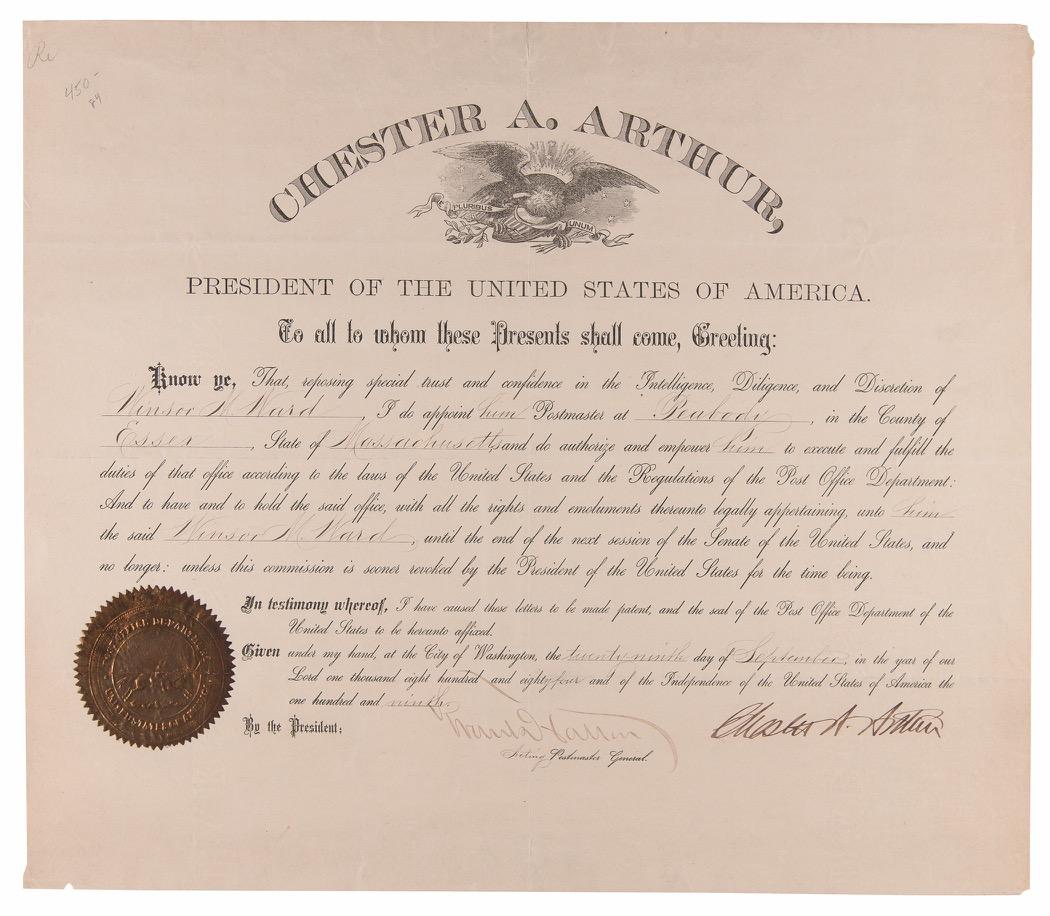 450-
84
CHESTER A. ARTHUR,
PLURIBUS
UNUM
PRESIDENT OF THE UNITED STATES OF AMERICA.
To all to whom these Presents shall come, Greeting:
Know ye, That, reposing special trust and confidence in the Intelligence, Diligence, and Discretion of
Winsor M Ward, I do appoint him Postmaster at Peabody, in the County of
Essex, State of Massachusetts, and do authorize and empower him to execute and fulfill the
duties of that office according to the laws of the United States and the Regulations of the Post Office Department:
And to have and to hold the said office, with all the rights and emoluments thereunto legally appertaining, unto him
the said Winsor M Ward, until the end of the next session of the Senate of the United States, and
no longer: unless this commission is sooner revoked by the President of the United States for the time being.
In testimony whereof, I have caused these letters to be made patent, and the seal of the Post Office Department of the
United States to be hereunto affixed.
Given under my hand, at the City of Washington, the twenty ninth day of September, in the year of our
Lord one thousand eight hundred and eighty four and of the Independence of the United States of America the
one hundred and ninth.
By the President;
Chester A. Arthur
Acting Postmaster General.
POST OFFICE DEPARTMENT